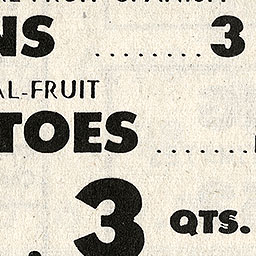 NS ........ 3
AL-FRUIT
TOES .......
3 QTS.